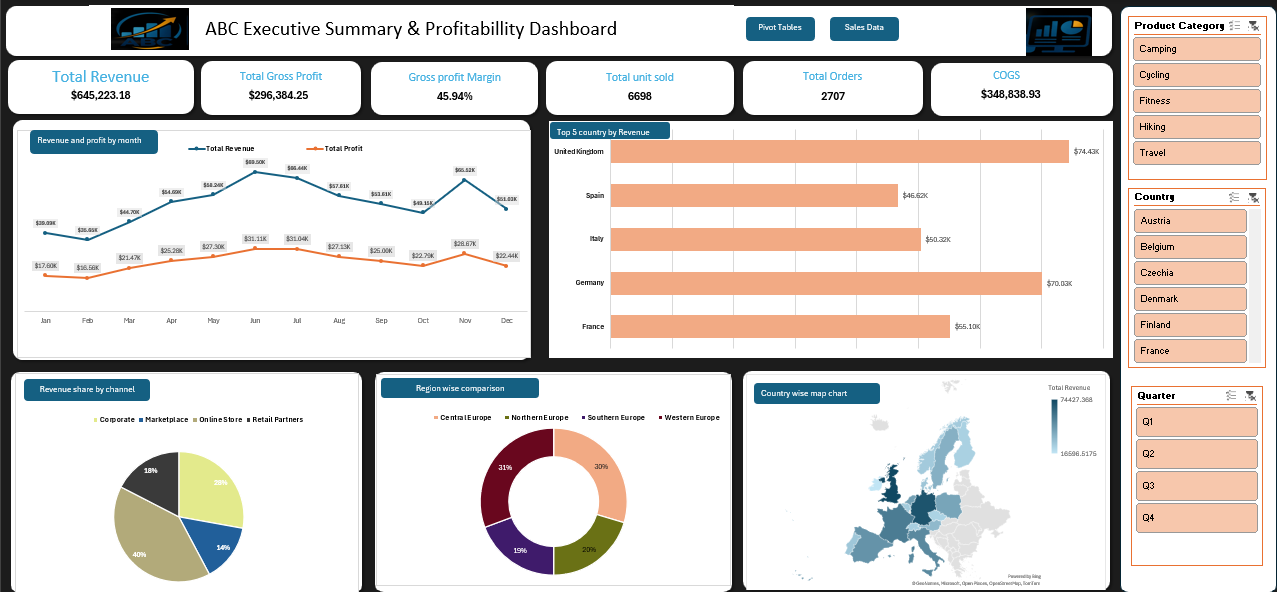 ABC
ABC Executive Summary & Profitabillity Dashboard
Pivot Tables
Sales Data
Total Revenue
$645,223.18
Total Gross Profit
$296,384.25
Gross profit Margin
45.94%
Total unit sold
6698
Total Orders
2707
COGS
$348,838.93
Revenue and profit by month
Total Revenue
Total Profit
$39.09K
$35.65K
$44.70K
$54.69K
$58.24K
$69.50K
$66.44K
$57.61K
$53.61K
$49.15K
$65.52K
$51.03K
$17.60K
$16.56K
$21.47K
$25.26K
$27.30K
$31.11K
$31.04K
$27.13K
$25.00K
$22.79K
$28.67K
$22.44K
Jan Feb Mar Apr May Jun Jul Aug Sep Oct Nov Dec
Top 5 country by Revenue
United Kingdom
$74.43K
Spain
$46.62K
Italy
$50.32K
Germany
$70.03K
France
$55.10K
Revenue share by channel
Corporate Marketplace Online Store Retail Partners
18%
28%
14%
40%
Region wise comparison
Central Europe Northern Europe Southern Europe Western Europe
31%
30%
19%
20%
Country wise map chart
Total Revenue
74427.368
16596.5175
Powered by Bing
© GeoNames, Microsoft, Open Places, OpenStreetMap, TomTom
Product Category
Camping
Cycling
Fitness
Hiking
Travel
Country
Austria
Belgium
Czechia
Denmark
Finland
France
Quarter
Q1
Q2
Q3
Q4